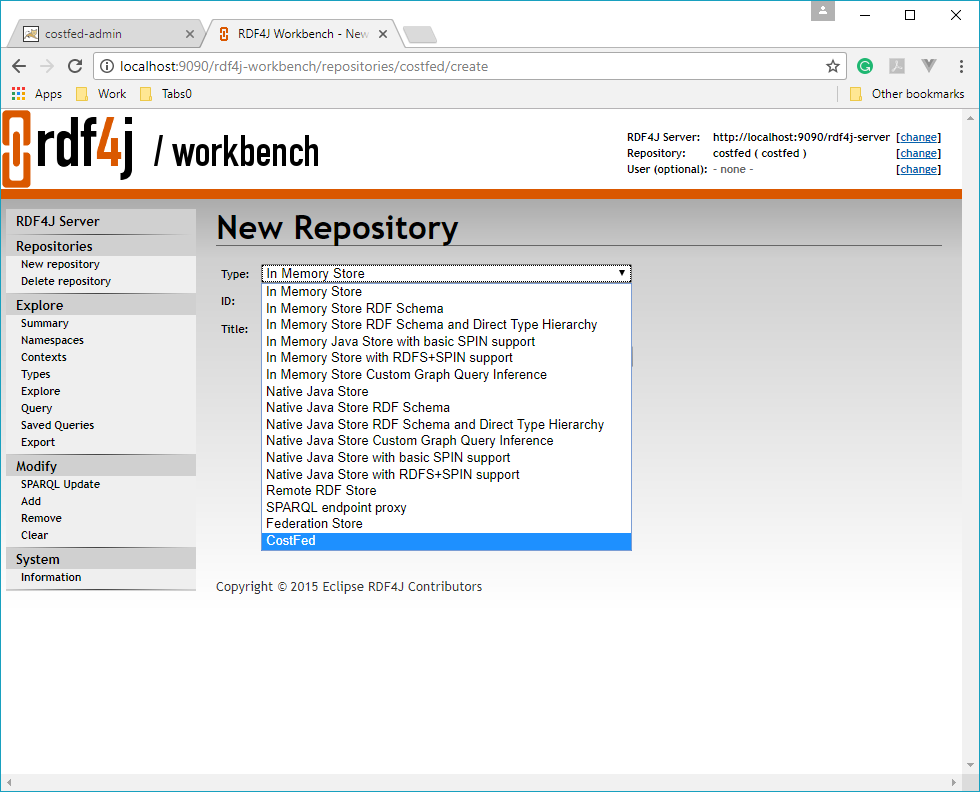 costfed-admin
RDF4J Workbench - New
localhost:9090/rdf4j-workbench/repositories/costfed/create
Apps Work Tabs0 Other bookmarks
rdf4j / workbench
RDF4J Server: http://localhost:9090/rdf4j-server [change]
Repository: costfed ( costfed ) [change]
User (optional): - none - [change]
RDF4J Server
Repositories
New repository
Delete repository
Explore
Summary
Namespaces
Contexts
Types
Explore
Query
Saved Queries
Export
Modify
SPARQL Update
Add
Remove
Clear
System
Information
New Repository
Type: In Memory Store
ID:
Title:
In Memory Store
In Memory Store RDF Schema
In Memory Store RDF Schema and Direct Type Hierarchy
In Memory Java Store with basic SPIN support
In Memory Store with RDFS+SPIN support
In Memory Store Custom Graph Query Inference
Native Java Store
Native Java Store RDF Schema
Native Java Store RDF Schema and Direct Type Hierarchy
Native Java Store Custom Graph Query Inference
Native Java Store with basic SPIN support
Native Java Store with RDFS+SPIN support
Remote RDF Store
SPARQL endpoint proxy
Federation Store
CostFed
Copyright © 2015 Eclipse RDF4J Contributors